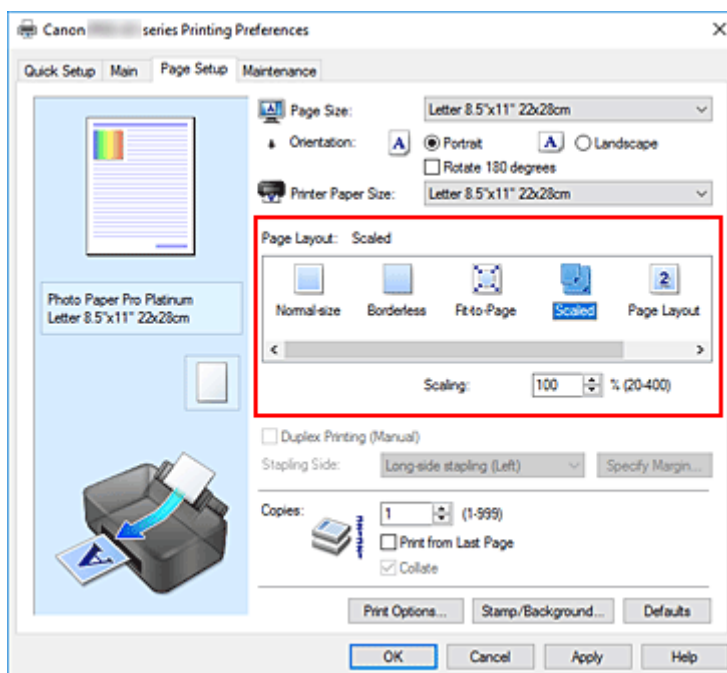 Canon series Printing Preferences
Quick Setup Main Page Setup Maintenance
Page Size: Letter 8.5"x11" 22x28cm
Orientation: A Portrait A Landscape
Rotate 180 degrees
Printer Paper Size: Letter 8.5"x11" 22x28cm
Page Layout: Scaled
Normal-size Borderless Fit-to-Page Scaled 2 Page Layout
Photo Paper Pro Platinum
Letter 8.5"x11" 22x28cm
Scaling: 100 % (20-400)
Duplex Printing (Manual)
Stapling Side: Long-side stapling (Left) Specify Margin...
Copies: 1 (1-999)
Print from Last Page
Collate
A
Print Options... Stamp/Background... Defaults
OK Cancel Apply Help